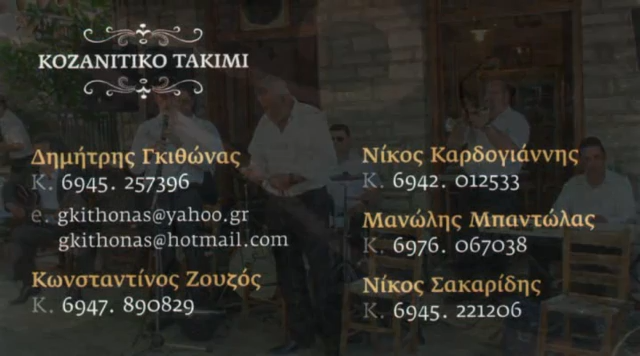 ΚΟΖΑΝΙΤΙΚΟ ΤΑΚΙΜΙ
Δημήτρης Γκιθώνας
Κ. 6945. 257396
e. gkithonas@yahoo.gr
gkithonas@hotmail.com
Κωνσταντίνος Ζουζός
Κ. 6947. 890829
Νίκος Καρδογιάννης
Κ. 6942. 012533
Μανώλης Μπαντώλας
Κ. 6976. 067038
Νίκος Σακαρίδης
Κ. 6945. 221206